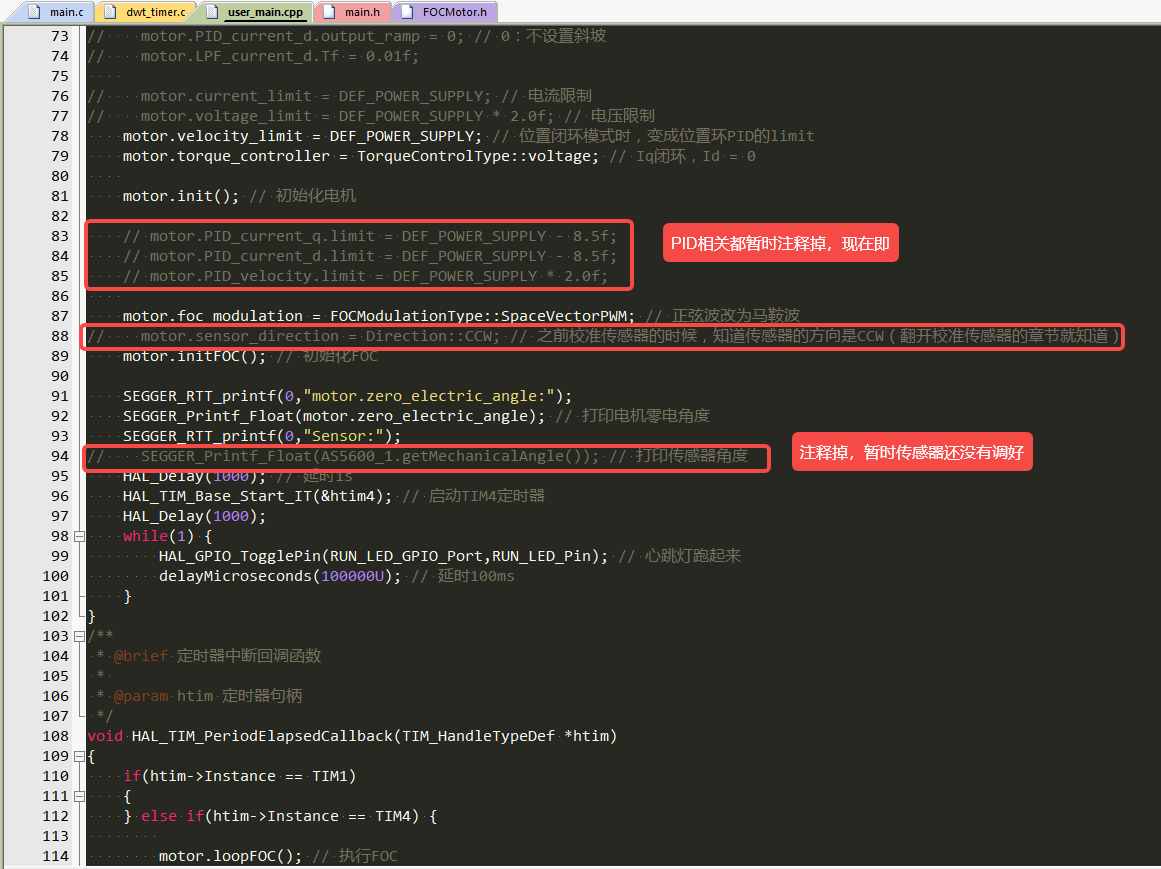 main.c dwt_timer.c user_main.cpp main.h FOCMotor.h
73 // motor.PID_current_d.output_ramp = 0; // 0：不设置斜坡
74 // motor.LPF_current_d.Tf = 0.01f;
75
76 // motor.current_limit = DEF_POWER_SUPPLY; // 电流限制
77 // motor.voltage_limit = DEF_POWER_SUPPLY * 2.0f; // 电压限制
78 motor.velocity_limit = DEF_POWER_SUPPLY; // 位置闭环模式时，变成位置环PID的limit
79 motor.torque_controller = TorqueControlType::voltage; // Iq闭环，Id = 0
80
81 motor.init(); // 初始化电机
82
83 // motor.PID_current_q.limit = DEF_POWER_SUPPLY - 8.5f;
PID相关都暂时注释掉，现在即
84 // motor.PID_current_d.limit = DEF_POWER_SUPPLY - 8.5f;
85 // motor.PID_velocity.limit = DEF_POWER_SUPPLY * 2.0f;
86
87 motor.foc_modulation = FOCModulationType::SpaceVectorPWM; // 正弦波改为马鞍波
88 // motor.sensor_direction = Direction::CCW; // 之前校准传感器的时候，知道传感器的方向是CCW（翻开校准传感器的章节就知道）
89 motor.initFOC(); // 初始化FOC
90
91 SEGGER_RTT_printf(0,"motor.zero_electric_angle:");
92 SEGGER_Printf_Float(motor.zero_electric_angle); // 打印电机零电角度
93 SEGGER_RTT_printf(0,"Sensor:");
94 // SEGGER_Printf_Float(AS5600_1.getMechanicalAngle()); // 打印传感器角度
注释掉，暂时传感器还没有调好
95 HAL_Delay(1000); // 延时1s
96 HAL_TIM_Base_Start_IT(&htim4); // 启动TIM4定时器
97 HAL_Delay(1000);
98 while(1) {
99 HAL_GPIO_TogglePin(RUN_LED_GPIO_Port,RUN_LED_Pin); // 心跳灯跑起来
100 delayMicroseconds(100000U); // 延时100ms
101 }
102 }
103 /**
104 * @brief 定时器中断回调函数
105 *
106 * @param htim 定时器句柄
107 */
108 void HAL_TIM_PeriodElapsedCallback(TIM_HandleTypeDef *htim)
109 {
110 if(htim->Instance == TIM1)
111 {
112 } else if(htim->Instance == TIM4) {
113
114 motor.loopFOC(); // 执行FOC